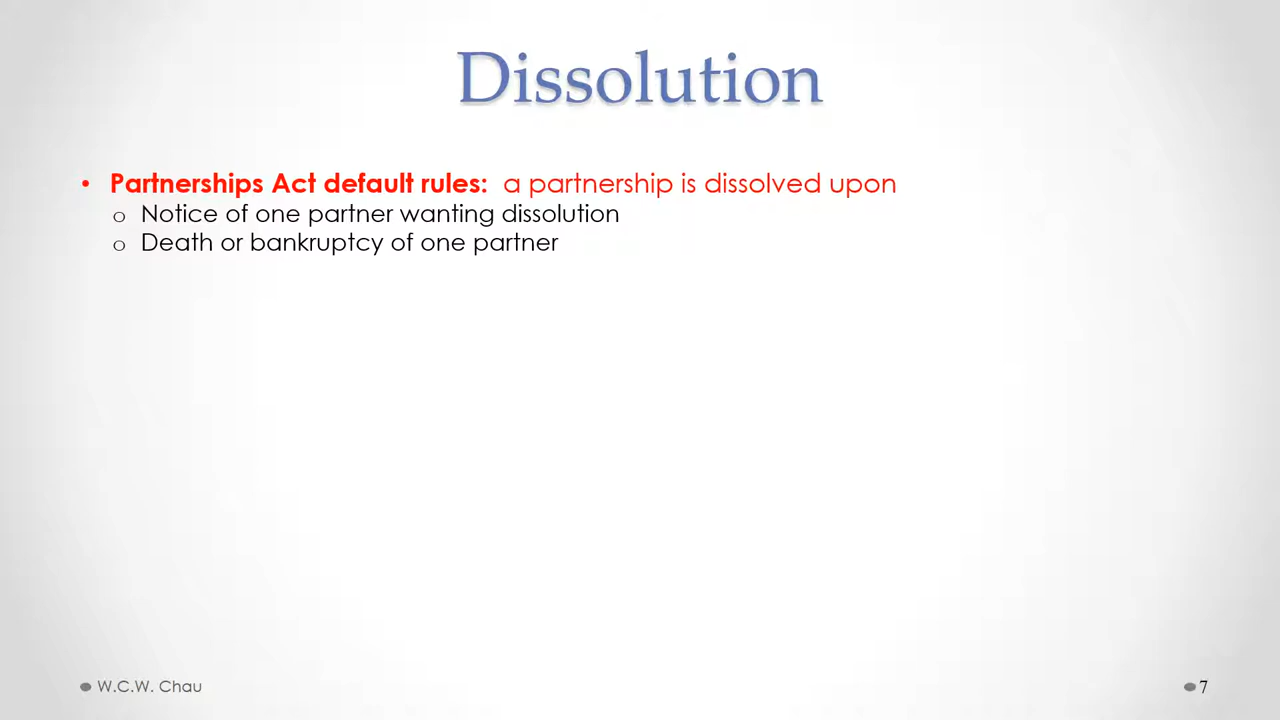 Dissolution
• Partnerships Act default rules: a partnership is dissolved upon
o Notice of one partner wanting dissolution
o Death or bankruptcy of one partner
W.C.W. Chau
7